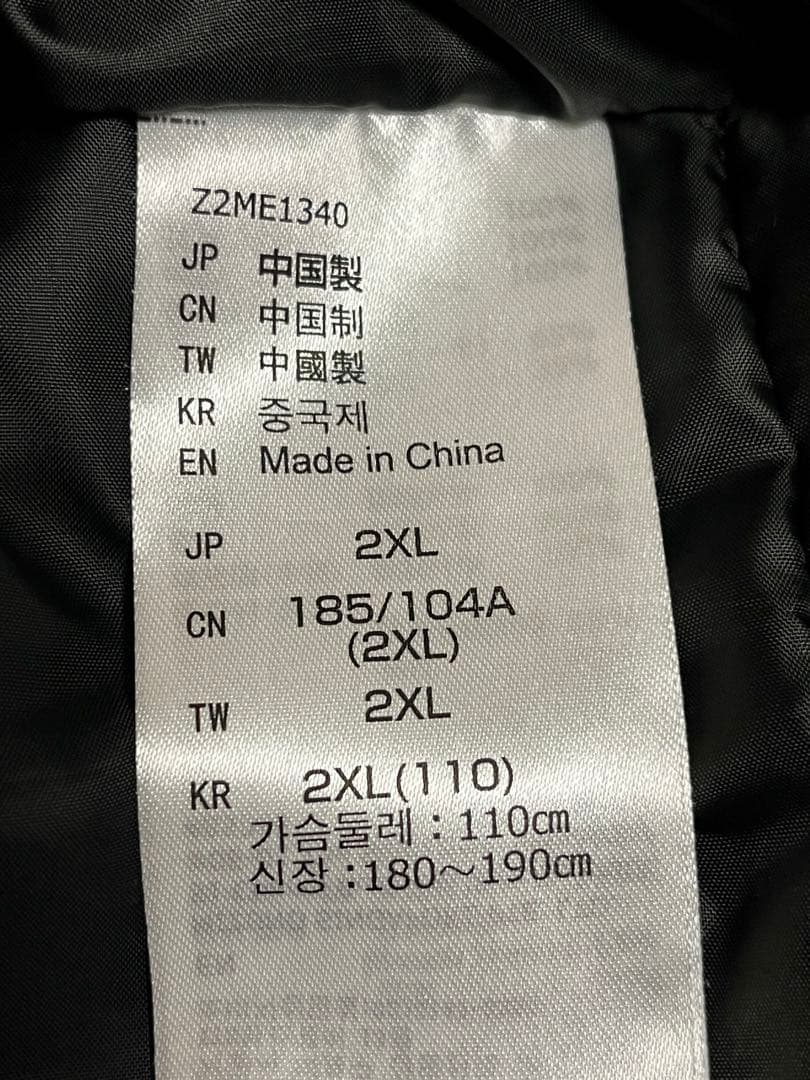 Z2ME1340
JP 中国製
CN 中国制
TW 中國製
KR 중국제
EN Made in China
JP 2XL
CN 185/104A
(2XL)
TW 2XL
KR 2XL(110)
가슴둘레 : 110cm
신장 :180～190cm